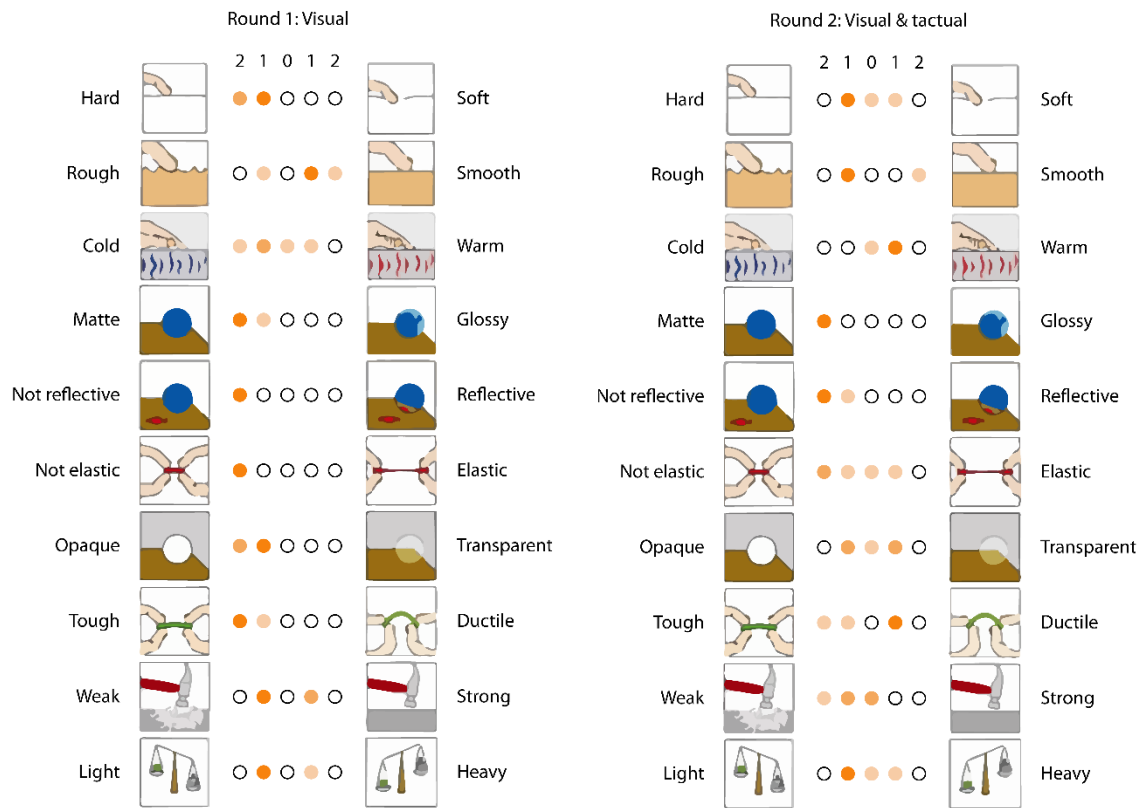 Round 1: Visual
2 1 0 1 2
Hard Soft
Rough Smooth
Cold Warm
Matte Glossy
Not reflective Reflective
Not elastic Elastic
Opaque Transparent
Tough Ductile
Weak Strong
Light Heavy
Round 2: Visual & tactual
2 1 0 1 2
Hard Soft
Rough Smooth
Cold Warm
Matte Glossy
Not reflective Reflective
Not elastic Elastic
Opaque Transparent
Tough Ductile
Weak Strong
Light Heavy